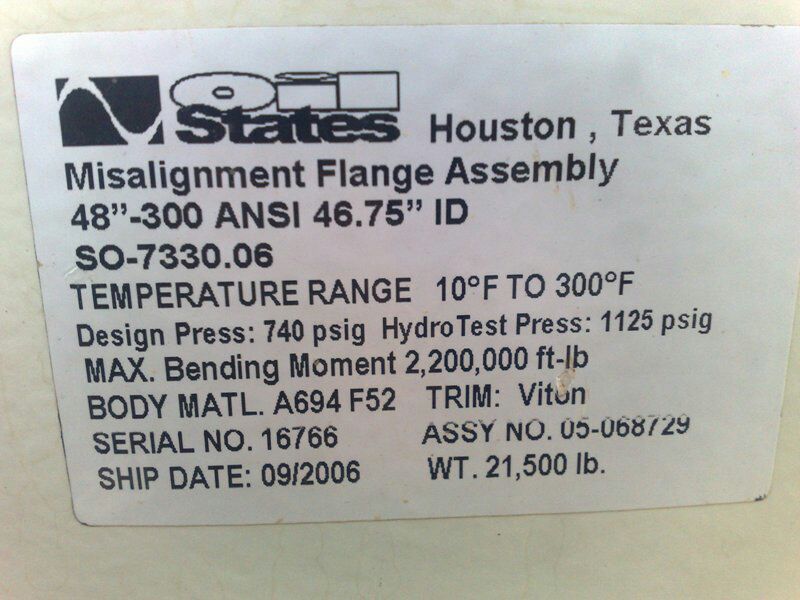 Oil States Houston , Texas
Misalignment Flange Assembly
48”-300 ANSI 46.75” ID
SO-7330.06
TEMPERATURE RANGE 10°F TO 300°F
Design Press: 740 psig HydroTest Press: 1125 psig
MAX. Bending Moment 2,200,000 ft-lb
BODY MATL. A694 F52 TRIM: Viton
SERIAL NO. 16766 ASSY NO. 05-068729
SHIP DATE: 09/2006 WT. 21,500 lb.